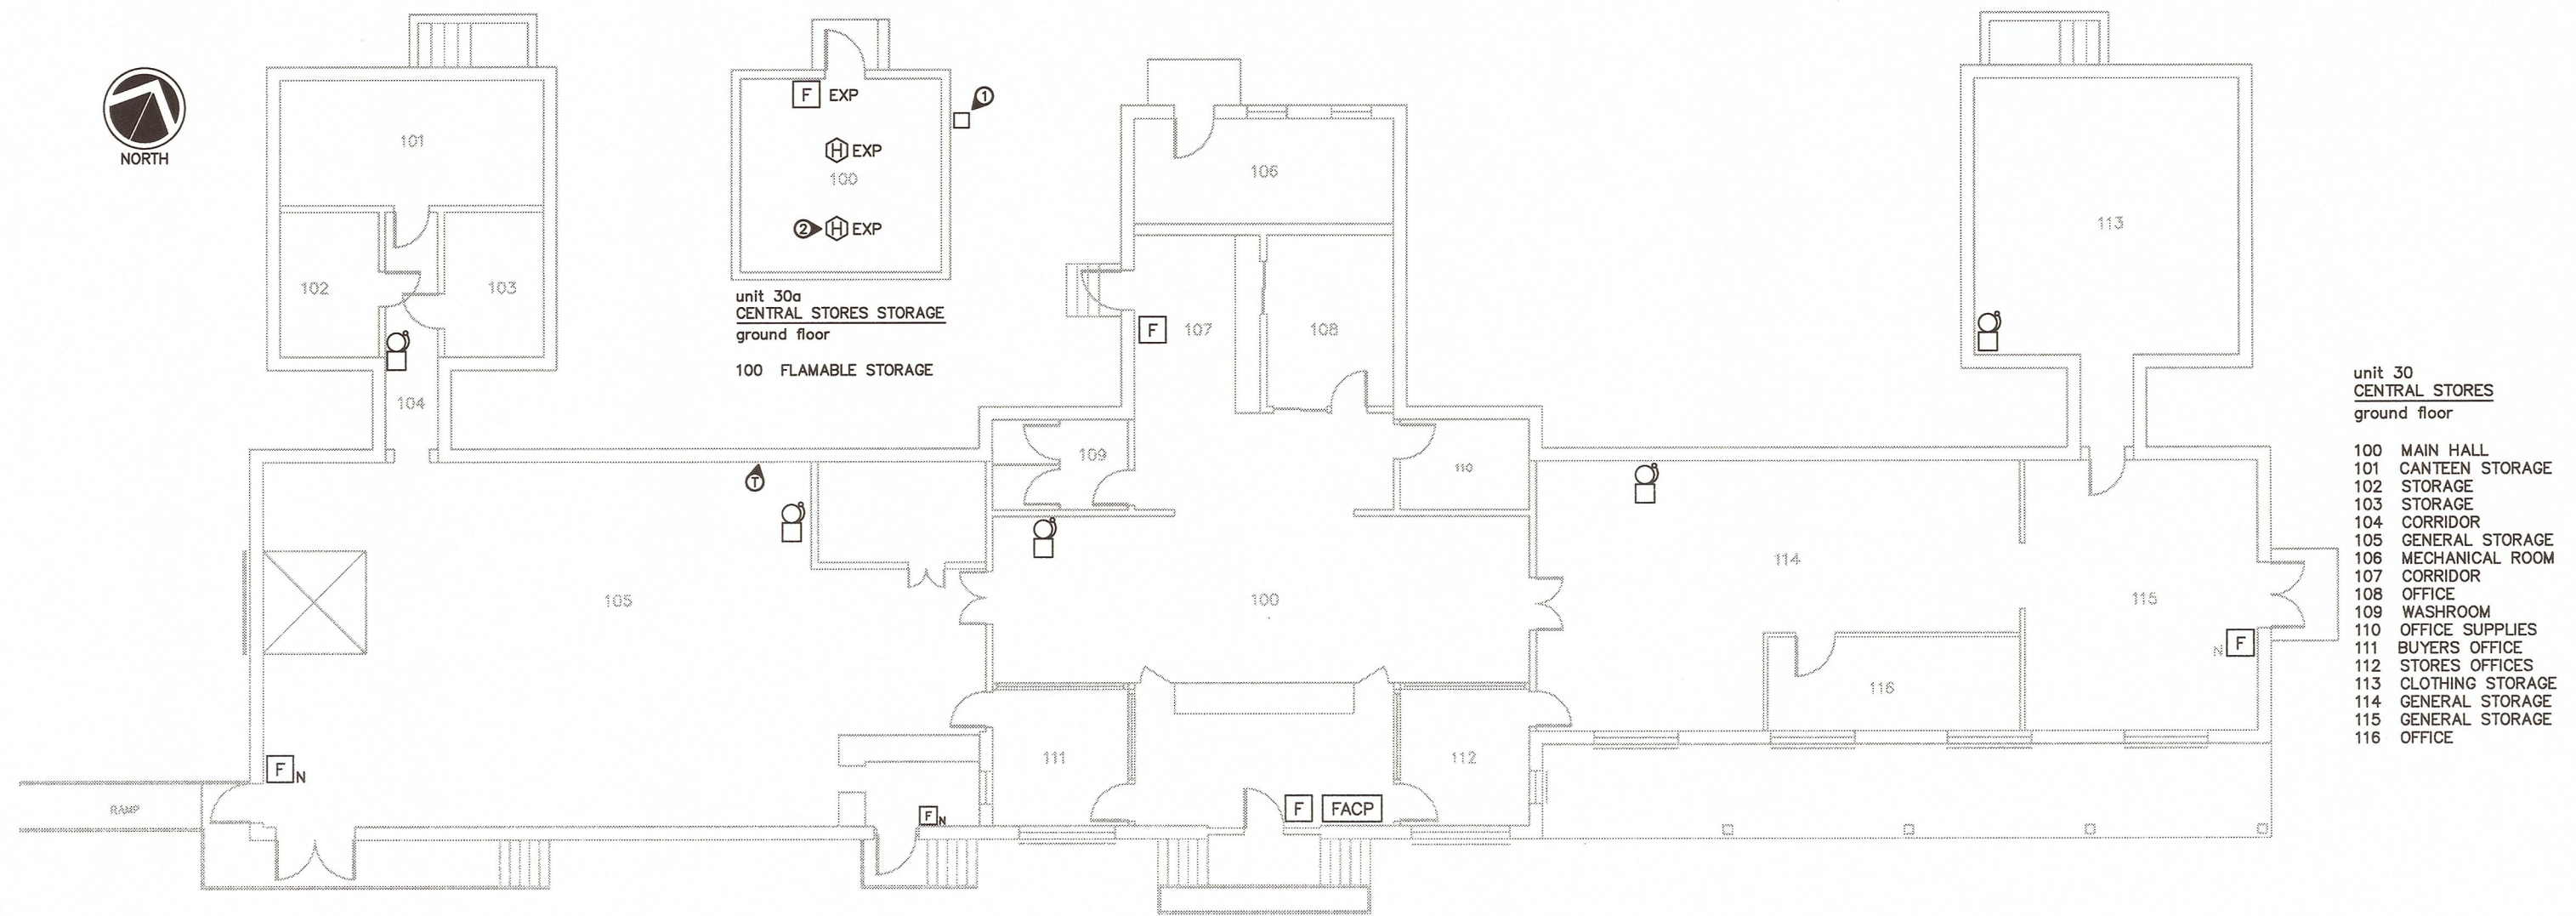 NORTH
101
102
103
104
105
RAMP
F N
T
F EXP
1
H EXP
100
2 H EXP
unit 30a
CENTRAL STORES STORAGE
ground floor
100 FLAMABLE STORAGE
106
F 107
108
109
110
100
111
112
F N
F FACP
113
114
115
116
N F
unit 30
CENTRAL STORES
ground floor
100 MAIN HALL
101 CANTEEN STORAGE
102 STORAGE
103 STORAGE
104 CORRIDOR
105 GENERAL STORAGE
106 MECHANICAL ROOM
107 CORRIDOR
108 OFFICE
109 WASHROOM
110 OFFICE SUPPLIES
111 BUYERS OFFICE
112 STORES OFFICES
113 CLOTHING STORAGE
114 GENERAL STORAGE
115 GENERAL STORAGE
116 OFFICE